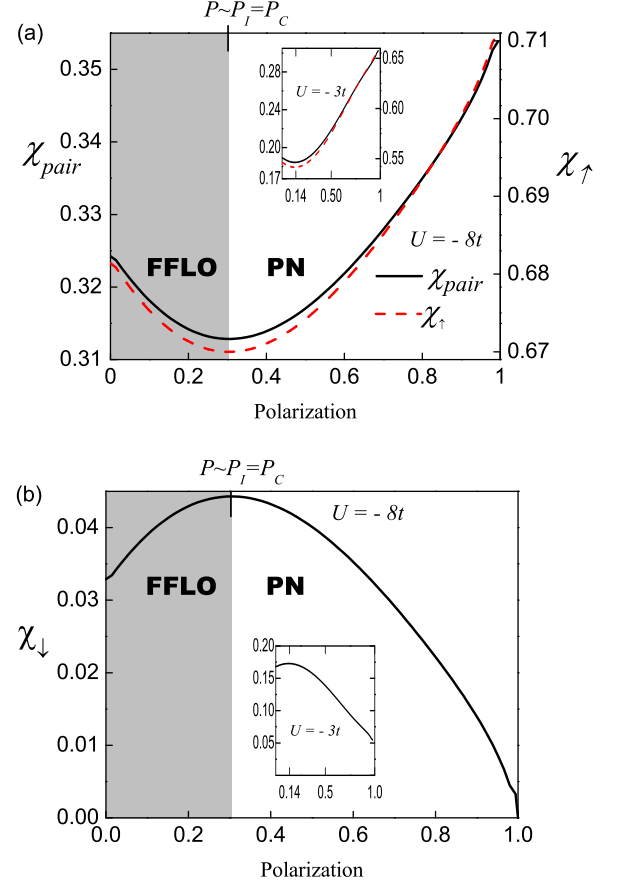 P~P_I=P_C
(a)
0.355
0.34
0.33
0.32
0.31
χ_pair
0.71
0.70
0.69
0.68
0.67
χ_↑
0.28
0.24
0.20
0.17
0.65
0.60
0.55
U = - 3t
0.14 0.50 1
FFLO PN
U = - 8t
χ_pair
χ_↑
0 0.2 0.4 0.6 0.8 1
Polarization
P~P_I=P_C
(b)
U = - 8t
0.04
0.03
0.02
0.01
0.00
χ_↓
FFLO PN
0.20
0.15
0.10
0.05
U = - 3t
0.14 0.5 1.0
0.0 0.2 0.4 0.6 0.8 1.0
Polarization